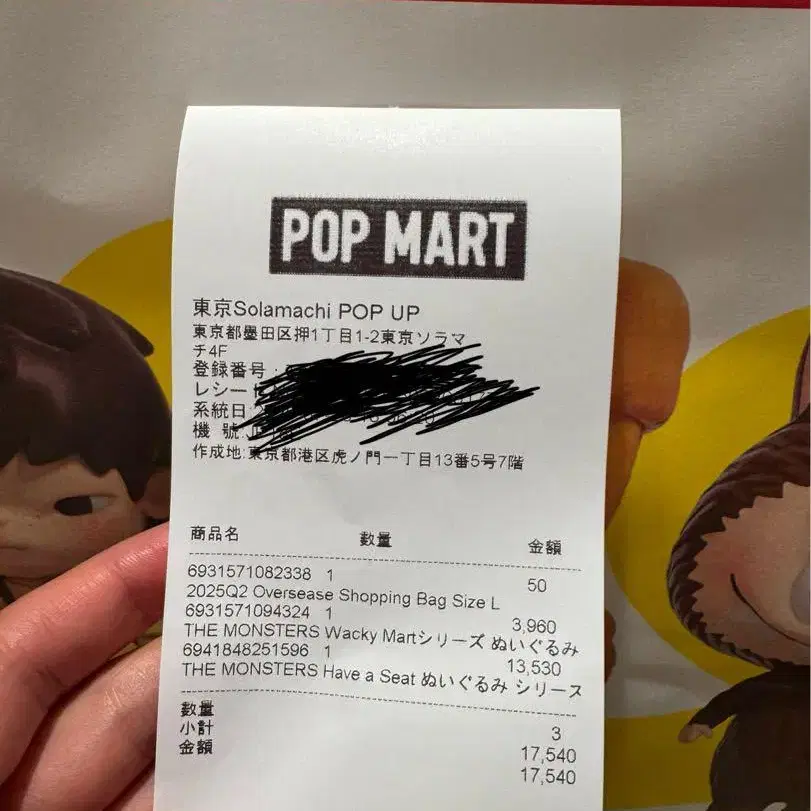 POP MART
東京Solamachi POP UP
東京都墨田区押1丁目1-2東京ソラマ
チ4F
登録番号:
レシー
系統日:2
機 號:
作成地:東京都港区虎ノ門一丁目13番5号7階
商品名 数量 金額
6931571082338 1 50
2025Q2 Oversease Shopping Bag Size L
6931571094324 1 3,960
THE MONSTERS Wacky Martシリーズ ぬいぐるみ
6941848251596 1 13,530
THE MONSTERS Have a Seat ぬいぐるみ シリーズ
数量 3
小計 17,540
金額 17,540